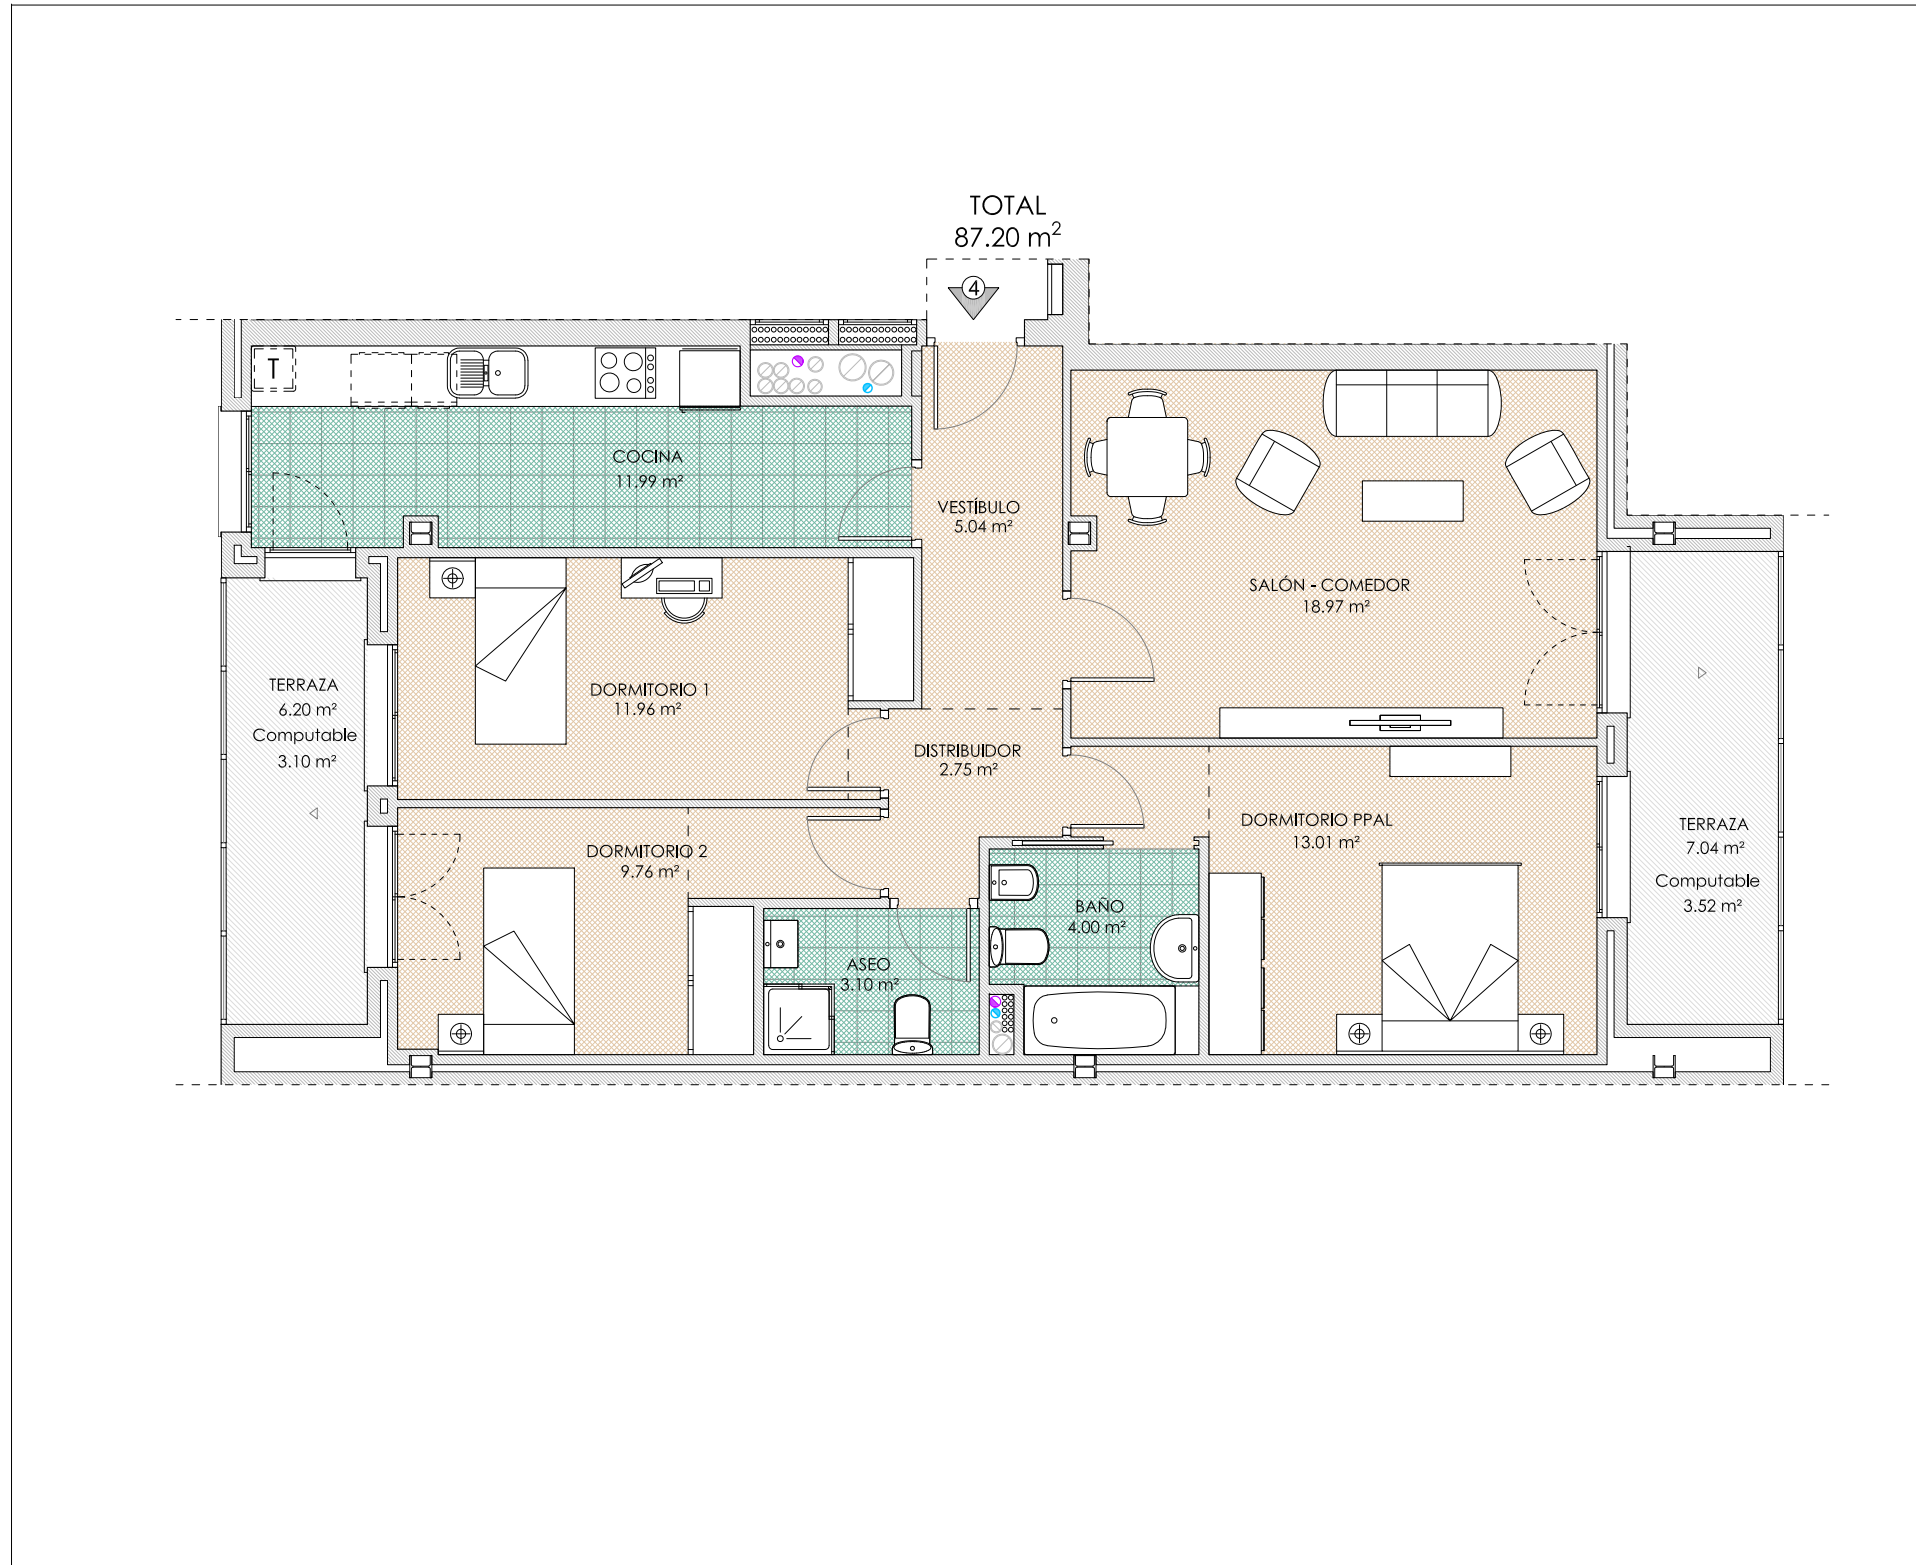 TOTAL
87.20 m²
4
T
COCINA
11.99 m²
VESTÍBULO
5.04 m²
SALÓN - COMEDOR
18.97 m²
TERRAZA
6.20 m²
Computable
3.10 m²
DORMITORIO 1
11.96 m²
DISTRIBUIDOR
2.75 m²
DORMITORIO PPAL
13.01 m²
TERRAZA
7.04 m²
Computable
3.52 m²
DORMITORIO 2
9.76 m²
BAÑO
4.00 m²
ASEO
3.10 m²